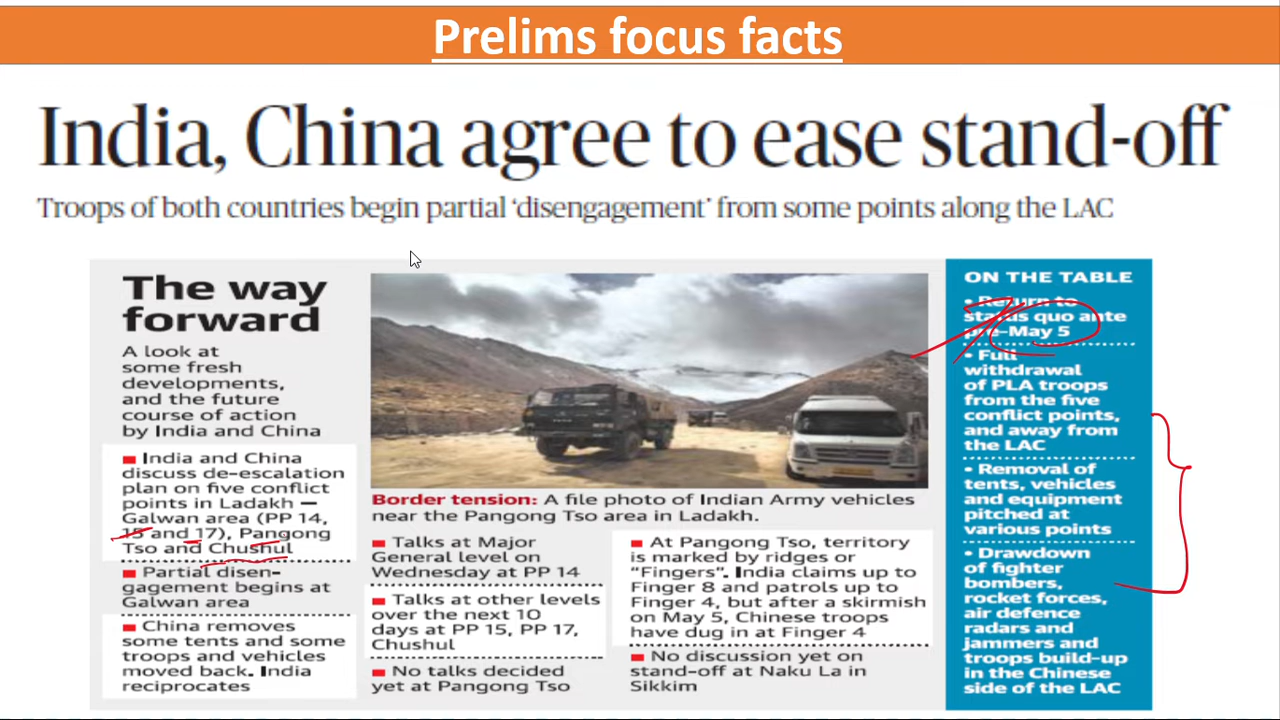 Prelims focus facts
India, China agree to ease stand-off
Troops of both countries begin partial 'disengagement' from some points along the LAC
The way
forward
A look at
some fresh
developments,
and the future
course of action
by India and China
India and China
discuss de-escalation
plan on five conflict
points in Ladakh —
Galwan area (PP 14,
15 and 17), Pangong
Tso and Chushul
Partial disen-
gagement begins at
Galwan area
China removes
some tents and some
troops and vehicles
moved back. India
reciprocates
Border tension: A file photo of Indian Army vehicles
near the Pangong Tso area in Ladakh.
Talks at Major
General level on
Wednesday at PP 14
Talks at other levels
over the next 10
days at PP 15, PP 17,
Chushul
No talks decided
yet at Pangong Tso
At Pangong Tso, territory
is marked by ridges or
"Fingers". India claims up to
Finger 8 and patrols up to
Finger 4, but after a skirmish
on May 5, Chinese troops
have dug in at Finger 4
No discussion yet on
stand-off at Naku La in
Sikkim
ON THE TABLE
• Return to
status quo ante
pre-May 5
• Full
withdrawal
of PLA troops
from the five
conflict points,
and away from
the LAC
• Removal of
tents, vehicles
and equipment
pitched at
various points
• Drawdown
of fighter
bombers,
rocket forces,
air defence
radars and
jammers and
troops build-up
in the Chinese
side of the LAC